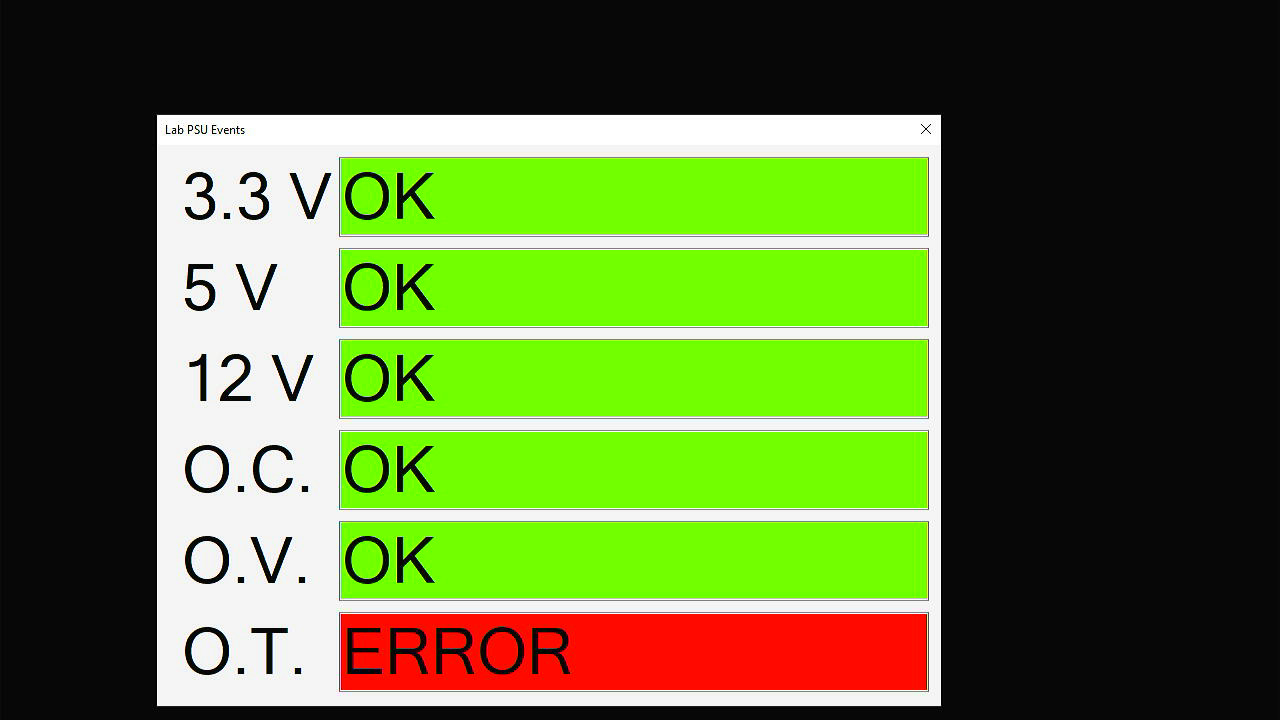 Lab PSU Events
3.3 V OK
5 V OK
12 V OK
O.C. OK
O.V. OK
O.T. ERROR